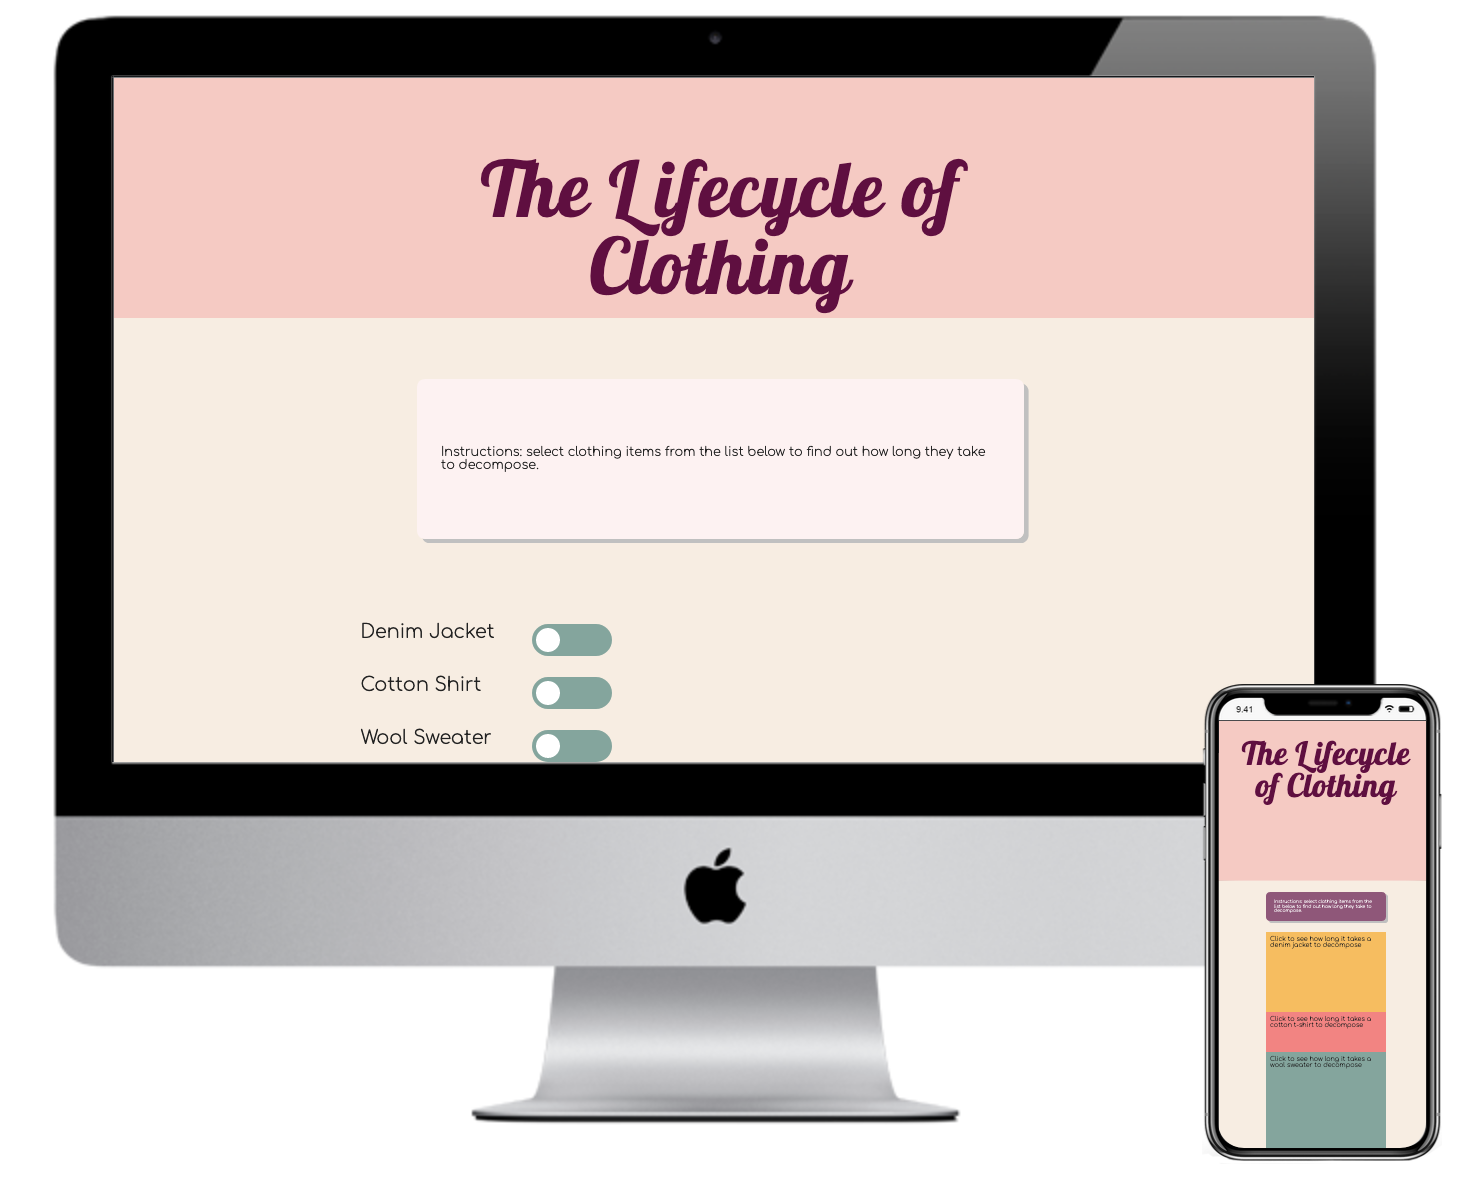 The Lifecycle of
Clothing
Instructions: select clothing items from the list below to find out how long they take
to decompose.
Denim Jacket
Cotton Shirt
Wool Sweater
9.41
The Lifecycle
of Clothing
Instructions: select clothing items from the
list below to find out how long they take to
decompose.
Click to see how long it takes a
denim jacket to decompose
Click to see how long it takes a
cotton t-shirt to decompose
Click to see how long it takes a
wool sweater to decompose